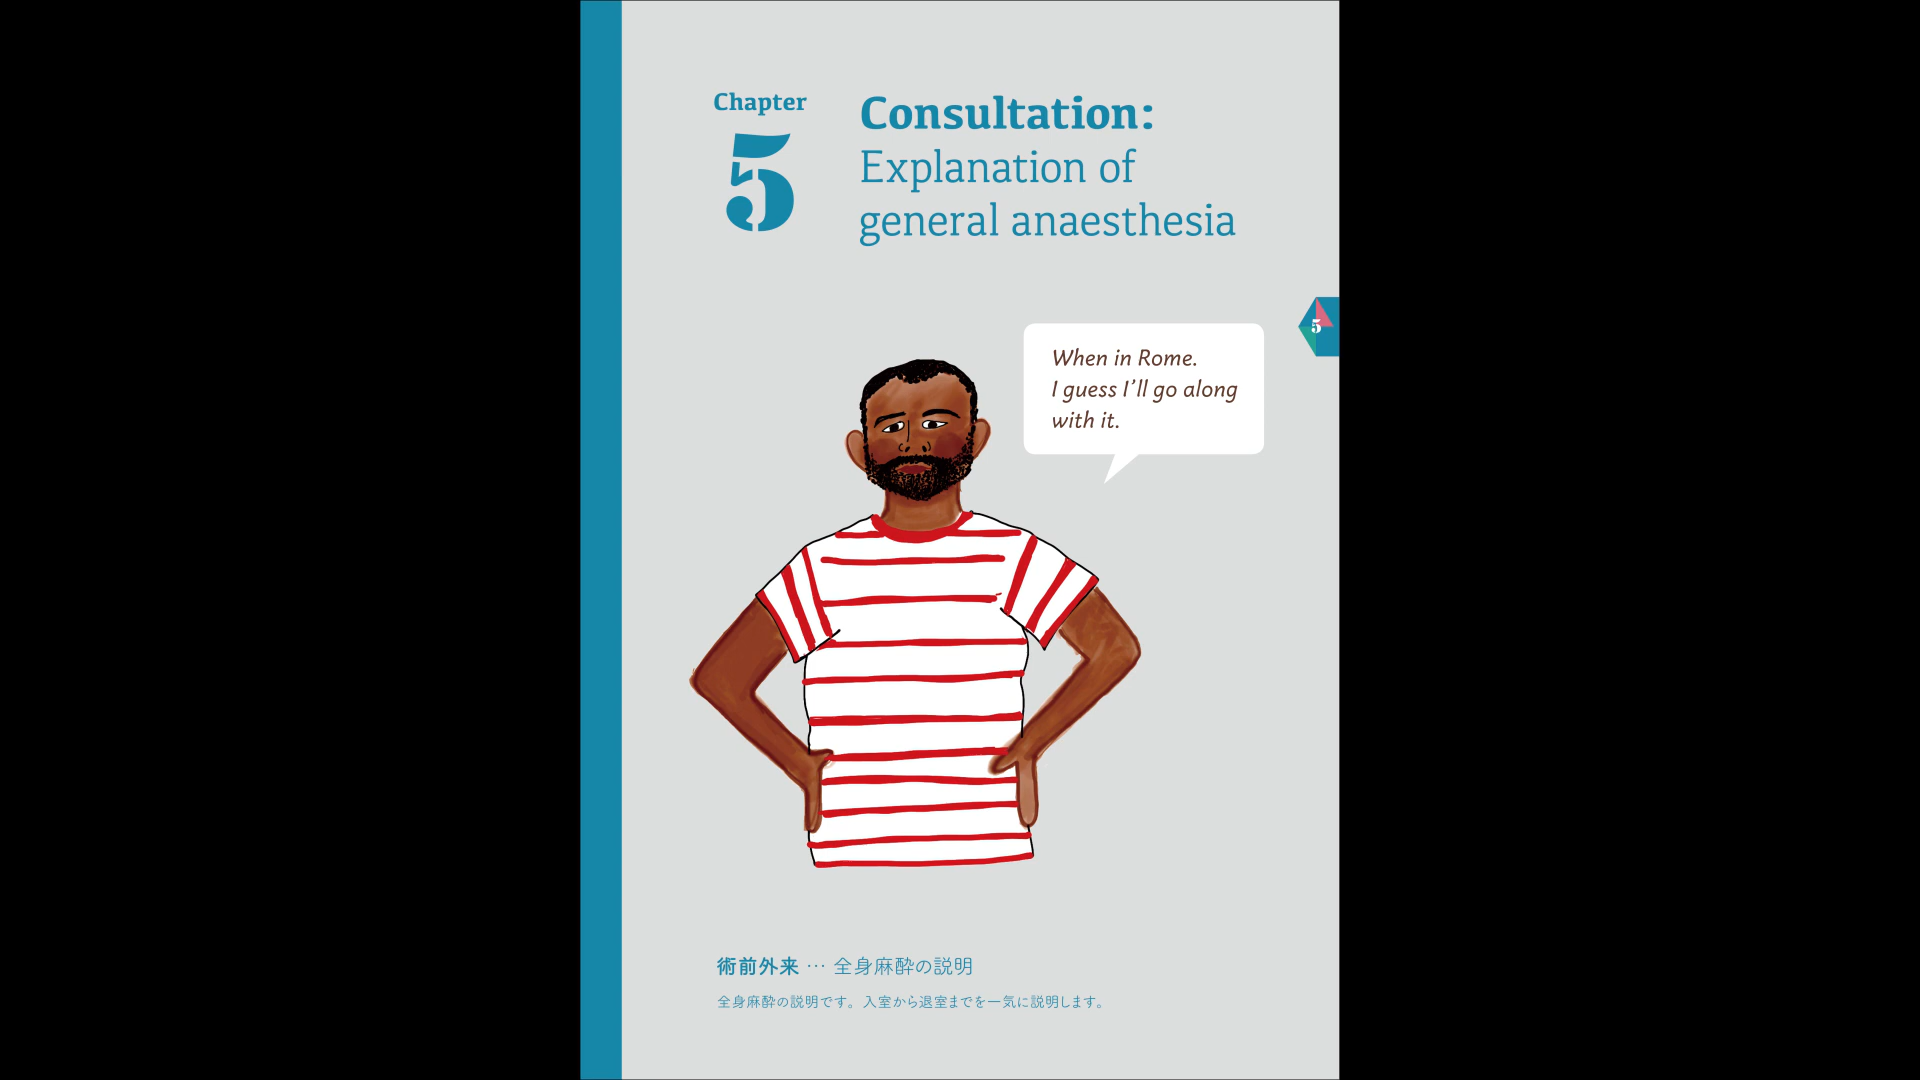 Chapter
5
Consultation:
Explanation of
general anaesthesia
5
When in Rome.
I guess I’ll go along
with it.
術前外来 … 全身麻酔の説明
全身麻酔の説明です。入室から退室までを一気に説明します。